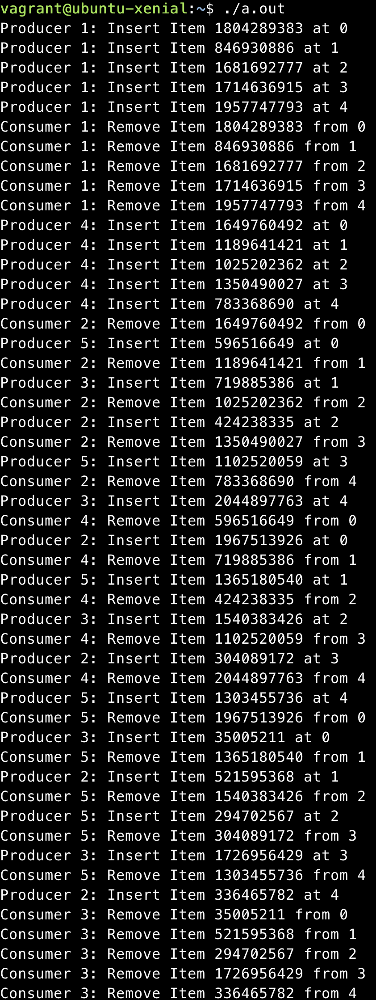 vagrant@ubuntu-xenial:~$ ./a.out
Producer 1: Insert Item 1804289383 at 0
Producer 1: Insert Item 846930886 at 1
Producer 1: Insert Item 1681692777 at 2
Producer 1: Insert Item 1714636915 at 3
Producer 1: Insert Item 1957747793 at 4
Consumer 1: Remove Item 1804289383 from 0
Consumer 1: Remove Item 846930886 from 1
Consumer 1: Remove Item 1681692777 from 2
Consumer 1: Remove Item 1714636915 from 3
Consumer 1: Remove Item 1957747793 from 4
Producer 4: Insert Item 1649760492 at 0
Producer 4: Insert Item 1189641421 at 1
Producer 4: Insert Item 1025202362 at 2
Producer 4: Insert Item 1350490027 at 3
Producer 4: Insert Item 783368690 at 4
Consumer 2: Remove Item 1649760492 from 0
Producer 5: Insert Item 596516649 at 0
Consumer 2: Remove Item 1189641421 from 1
Producer 3: Insert Item 719885386 at 1
Consumer 2: Remove Item 1025202362 from 2
Producer 2: Insert Item 424238335 at 2
Consumer 2: Remove Item 1350490027 from 3
Producer 5: Insert Item 1102520059 at 3
Consumer 2: Remove Item 783368690 from 4
Producer 3: Insert Item 2044897763 at 4
Consumer 4: Remove Item 596516649 from 0
Producer 2: Insert Item 1967513926 at 0
Consumer 4: Remove Item 719885386 from 1
Producer 5: Insert Item 1365180540 at 1
Consumer 4: Remove Item 424238335 from 2
Producer 3: Insert Item 1540383426 at 2
Consumer 4: Remove Item 1102520059 from 3
Producer 2: Insert Item 304089172 at 3
Consumer 4: Remove Item 2044897763 from 4
Producer 5: Insert Item 1303455736 at 4
Consumer 5: Remove Item 1967513926 from 0
Producer 3: Insert Item 35005211 at 0
Consumer 5: Remove Item 1365180540 from 1
Producer 2: Insert Item 521595368 at 1
Consumer 5: Remove Item 1540383426 from 2
Producer 5: Insert Item 294702567 at 2
Consumer 5: Remove Item 304089172 from 3
Producer 3: Insert Item 1726956429 at 3
Consumer 5: Remove Item 1303455736 from 4
Producer 2: Insert Item 336465782 at 4
Consumer 3: Remove Item 35005211 from 0
Consumer 3: Remove Item 521595368 from 1
Consumer 3: Remove Item 294702567 from 2
Consumer 3: Remove Item 1726956429 from 3
Consumer 3: Remove Item 336465782 from 4